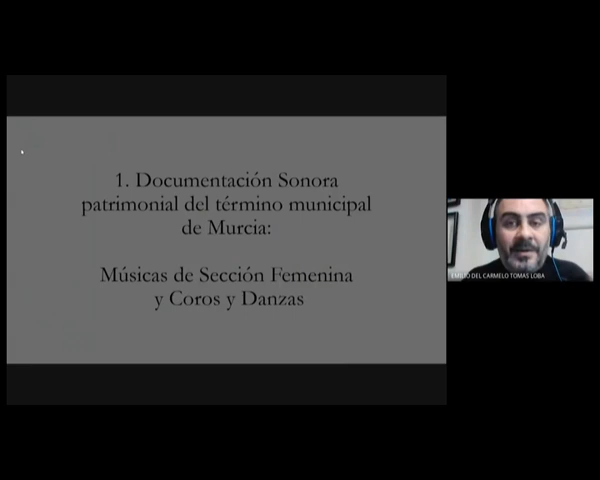 1. Documentación Sonora
patrimonial del término municipal
de Murcia:
Músicas de Sección Femenina
y Coros y Danzas
EMILIO DEL CARMELO TOMAS LOBA